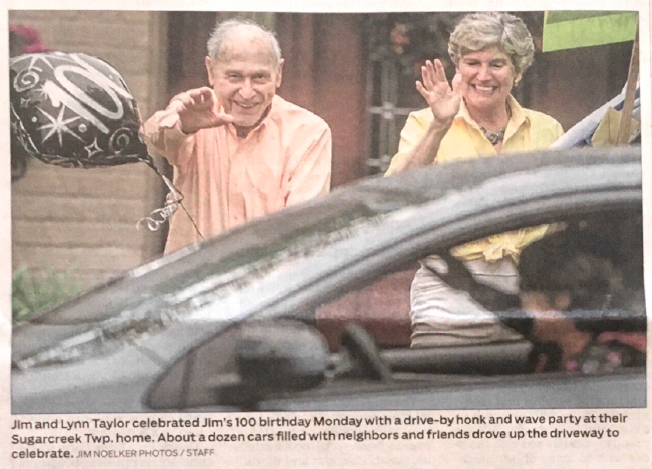 10
Jim and Lynn Taylor celebrated Jim's 100 birthday Monday with a drive-by honk and wave party at their
Sugarcreek Twp. home. About a dozen cars filled with neighbors and friends drove up the driveway to
celebrate. JIM NOELKER PHOTOS / STAFF